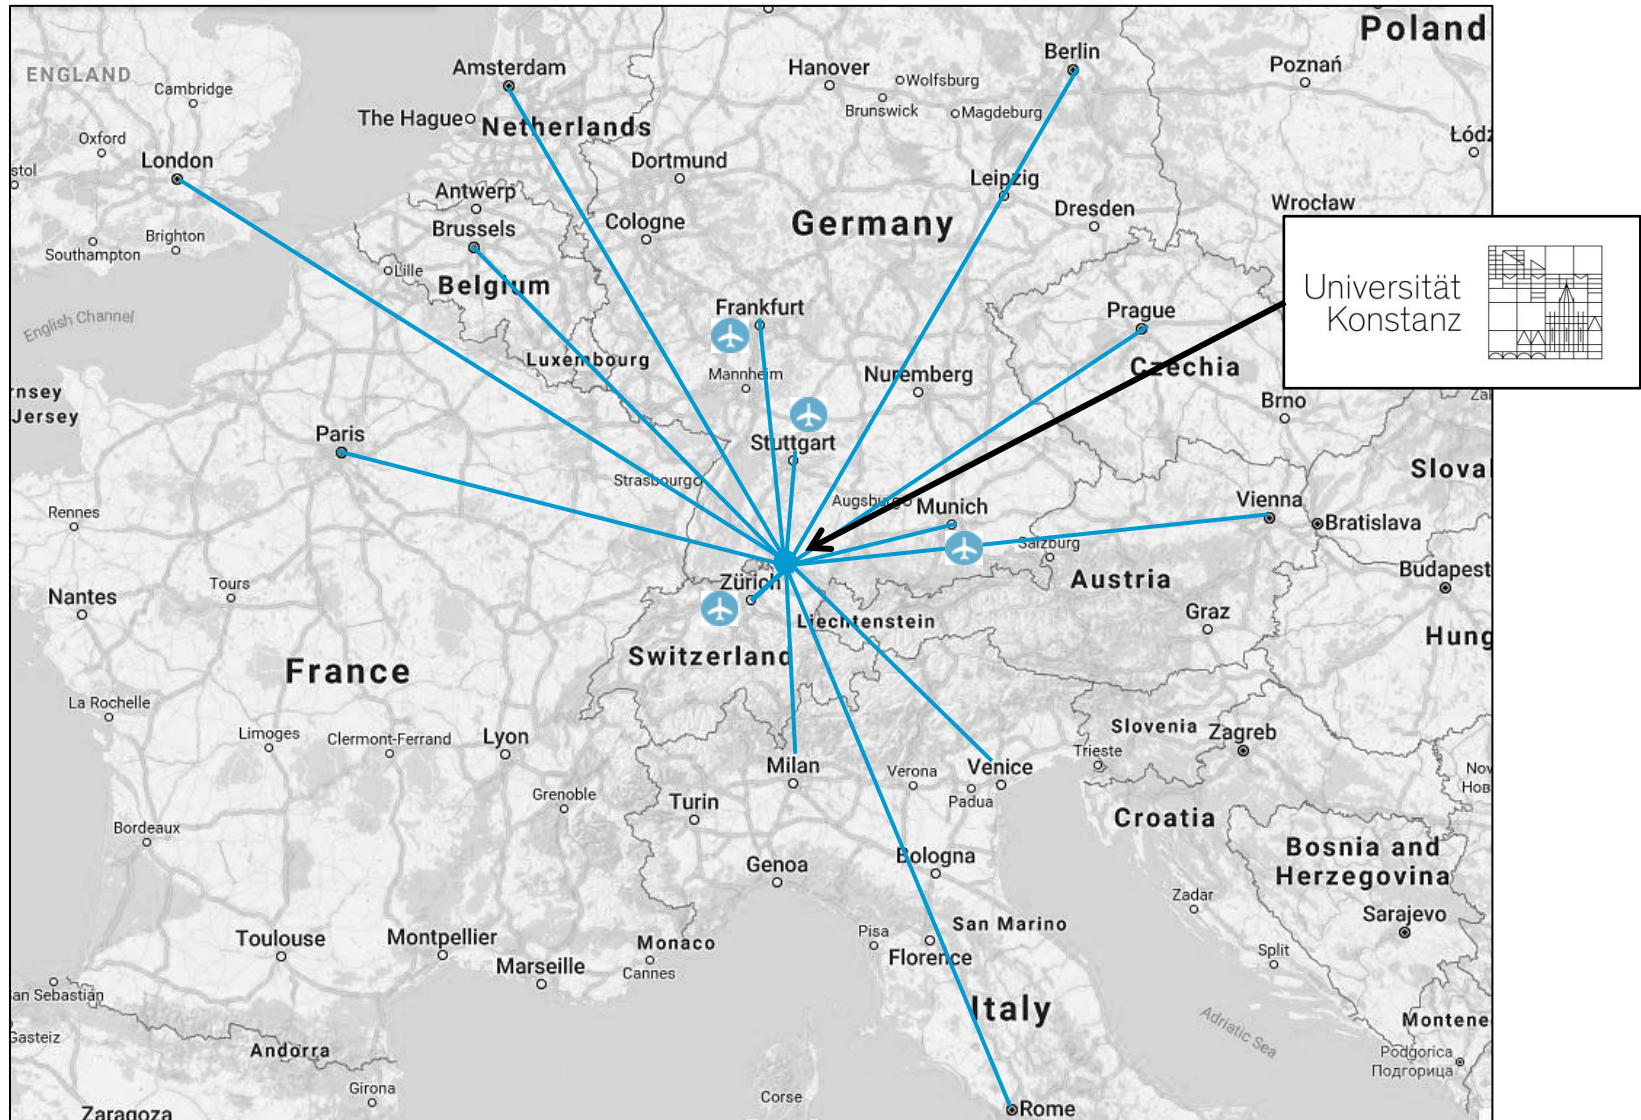 Poland
Berlin
ENGLAND
Amsterdam
Hanover
Wolfsburg
Poznań
Cambridge
Brunswick
Magdeburg
The Hague
Netherlands
Oxford
Łódź
stol
London
Dortmund
Leipzig
Antwerp
Dresden
Wrocław
Brussels
Cologne
Germany
Southampton
Brighton
Lille
Belgium
Universität
Konstanz
English Channel
Frankfurt
Prague
Luxembourg
Mannheim
Nuremberg
Czechia
rnsey
Jersey
Brno
Zal
Paris
Stuttgart
Strasbourg
Augsburg
Munich
Sloval
Vienna
Rennes
Bratislava
Salzburg
Zürich
Austria
Budapest
Tours
Nantes
Liechtenstein
Graz
Switzerland
Hung
France
La Rochelle
Limoges
Clermont-Ferrand
Lyon
Slovenia
Zagreb
Trieste
Milan
Verona
Venice
Padua
Nov
Нов
Grenoble
Turin
Croatia
Bordeaux
Genoa
Bologna
Bosnia and
Herzegovina
Zadar
Sarajevo
San Marino
Pisa
Toulouse
Montpellier
Monaco
Florence
Split
Marseille
Cannes
an Sebastián
Italy
Adriatic Sea
Montene
Gasteiz
Andorra
Podgorica
Подгорица
Girona
Corse
Zaragoza
Rome